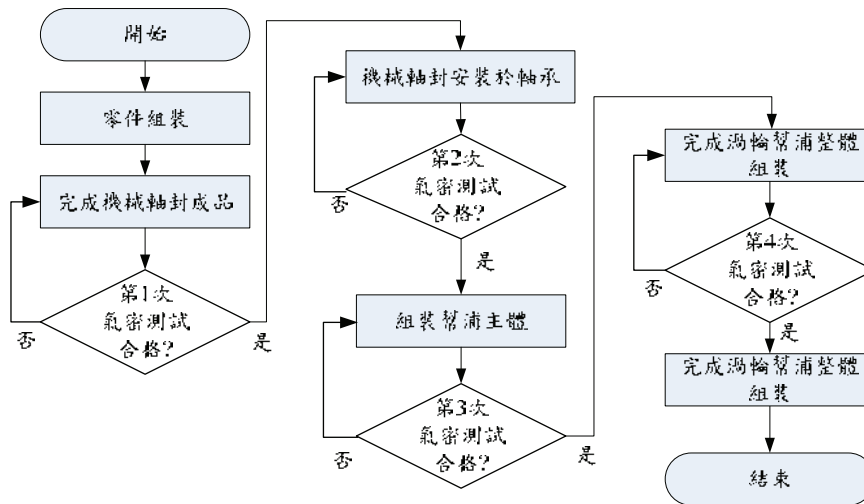 開始
零件組裝
完成機械軸封成品
第1次
氣密測試
合格?
否
是
機械軸封安裝於軸承
第2次
氣密測試
合格?
否
是
組裝幫浦主體
第3次
氣密測試
合格?
否
是
完成渦輪幫浦整體
組裝
第4次
氣密測試
合格?
否
是
完成渦輪幫浦整體
組裝
結束